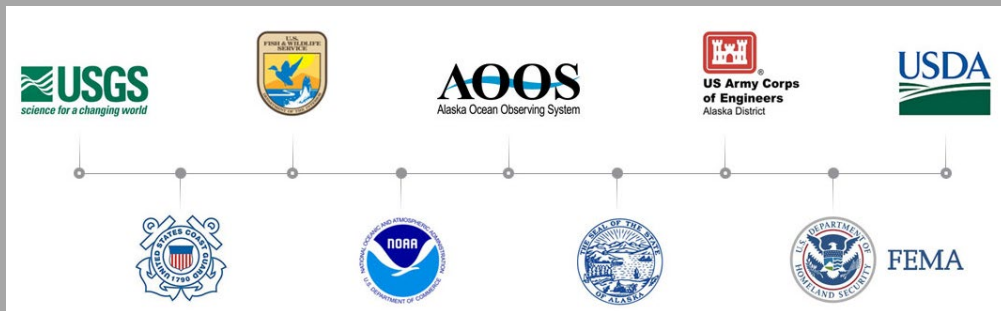 USGS
science for a changing world
U.S.
FISH & WILDLIFE
SERVICE
AOOS
Alaska Ocean Observing System
US Army Corps
of Engineers
Alaska District
®
USDA
UNITED STATES COAST GUARD
1790
NATIONAL OCEANIC AND ATMOSPHERIC ADMINISTRATION
NOAA
U.S. DEPARTMENT OF COMMERCE
THE SEAL OF THE STATE
OF ALASKA
U.S. DEPARTMENT OF
HOMELAND SECURITY
FEMA